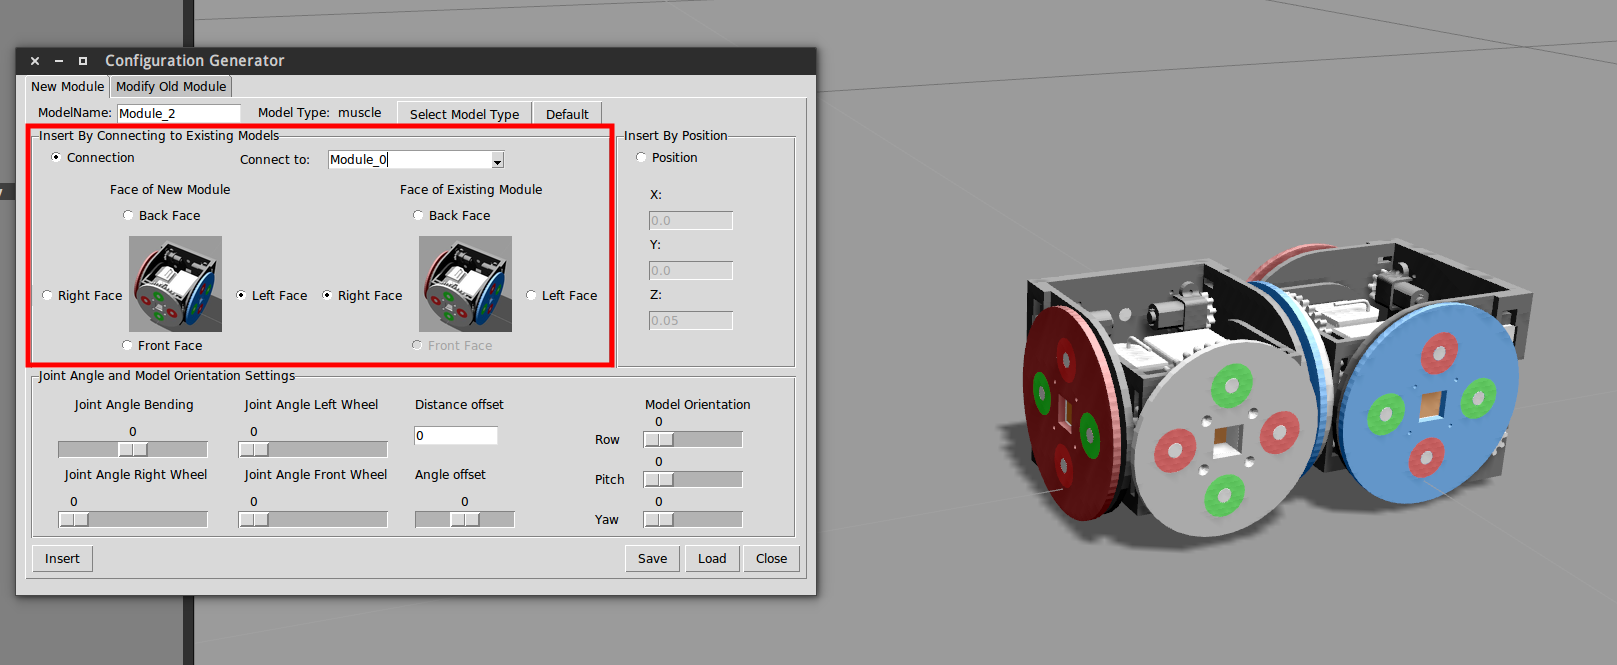 Configuration Generator
New Module Modify Old Module
ModelName: Module_2 Model Type: muscle Select Model Type Default
Insert By Connecting to Existing Models
Connection Connect to: Module_0
Face of New Module Face of Existing Module
Back Face Back Face
Right Face Left Face Right Face Left Face
Front Face Front Face
Insert By Position
Position
X:
0.0
Y:
0.0
Z:
0.05
Joint Angle and Model Orientation Settings
Joint Angle Bending Joint Angle Left Wheel Distance offset Model Orientation
0 0 0 0
Row
Joint Angle Right Wheel Joint Angle Front Wheel Angle offset 0
Pitch
0 0 0 0
Yaw
Insert Save Load Close